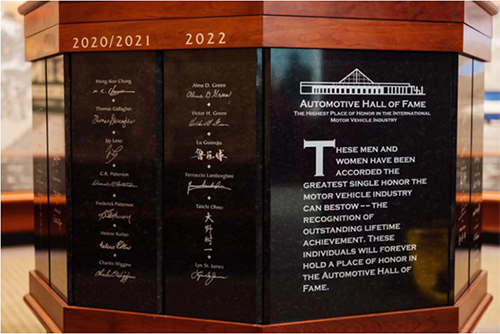 2020/2021
Mong-Koo Chung
Thomas Gallagher
Jay Leno
C.R. Patterson
Frederick Patterson
Helene Rother
Charles Wiggins
2022
Alma D. Green
Victor H. Green
Lu Guanqiu
鲁冠球
Ferruccio Lamborghini
Taiichi Ohno
大野耐一
Lyn St. James
Automotive Hall of Fame
The Highest Place of Honor in the International
Motor Vehicle Industry
These men and
women have been
accorded the
greatest single honor the
motor vehicle industry
can bestow -- the
recognition of
outstanding lifetime
achievement. These
individuals will forever
hold a place of honor in
the Automotive Hall of
Fame.